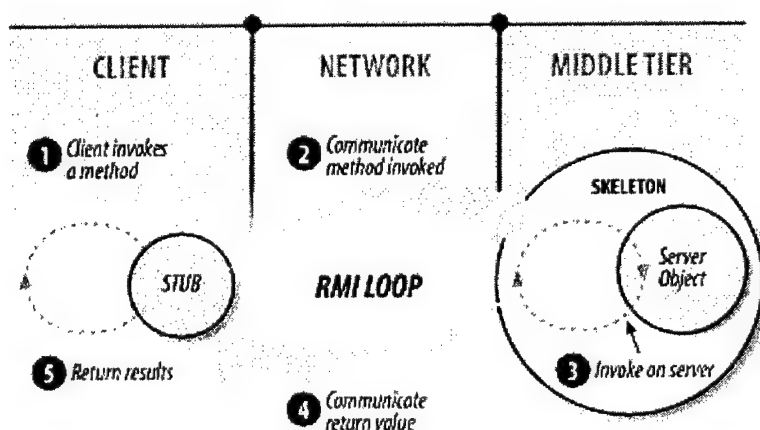 CLIENT
NETWORK
MIDDLE TIER
1 Client invokes
a method
2 Communicate
method invoked
SKELETON
STUB
RMI LOOP
Server
Object
5 Return results
3 Invoke on server
4 Communicate
return value